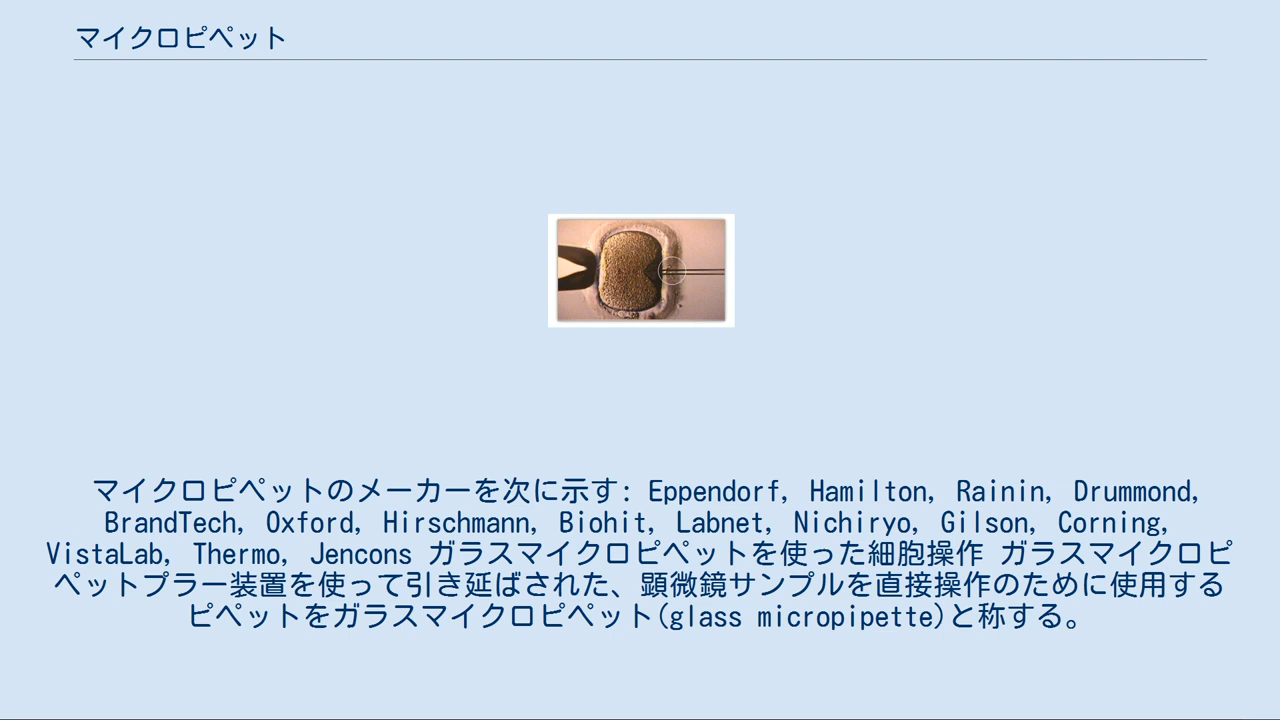 マイクロピペット
マイクロピペットのメーカーを次に示す: Eppendorf, Hamilton, Rainin, Drummond,
BrandTech, Oxford, Hirschmann, Biohit, Labnet, Nichiryo, Gilson, Corning,
VistaLab, Thermo, Jencons ガラスマイクロピペットを使った細胞操作 ガラスマイクロピ
ペットプラー装置を使って引き延ばされた、顕微鏡サンプルを直接操作のために使用する
ピペットをガラスマイクロピペット(glass micropipette)と称する。